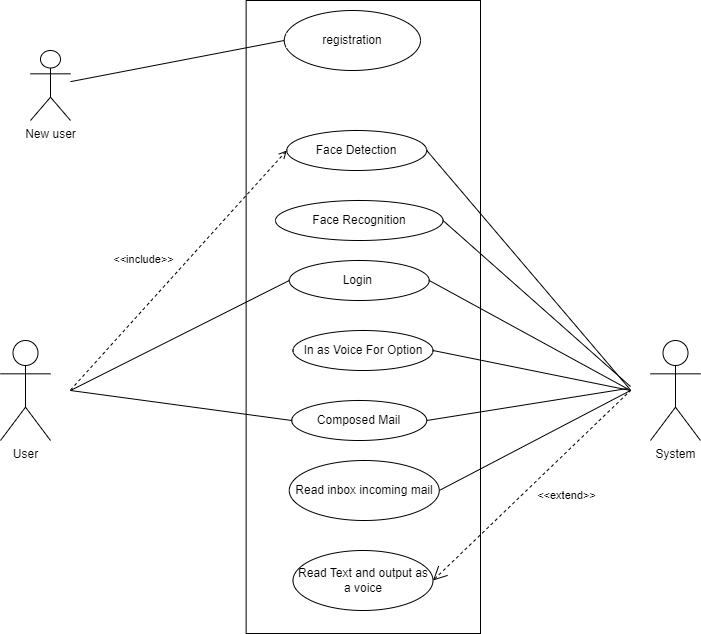 registration
New user
Face Detection
Face Recognition
<<include>>
Login
In as Voice For Option
Composed Mail
User
System
Read inbox incoming mail
<<extend>>
Read Text and output as
a voice